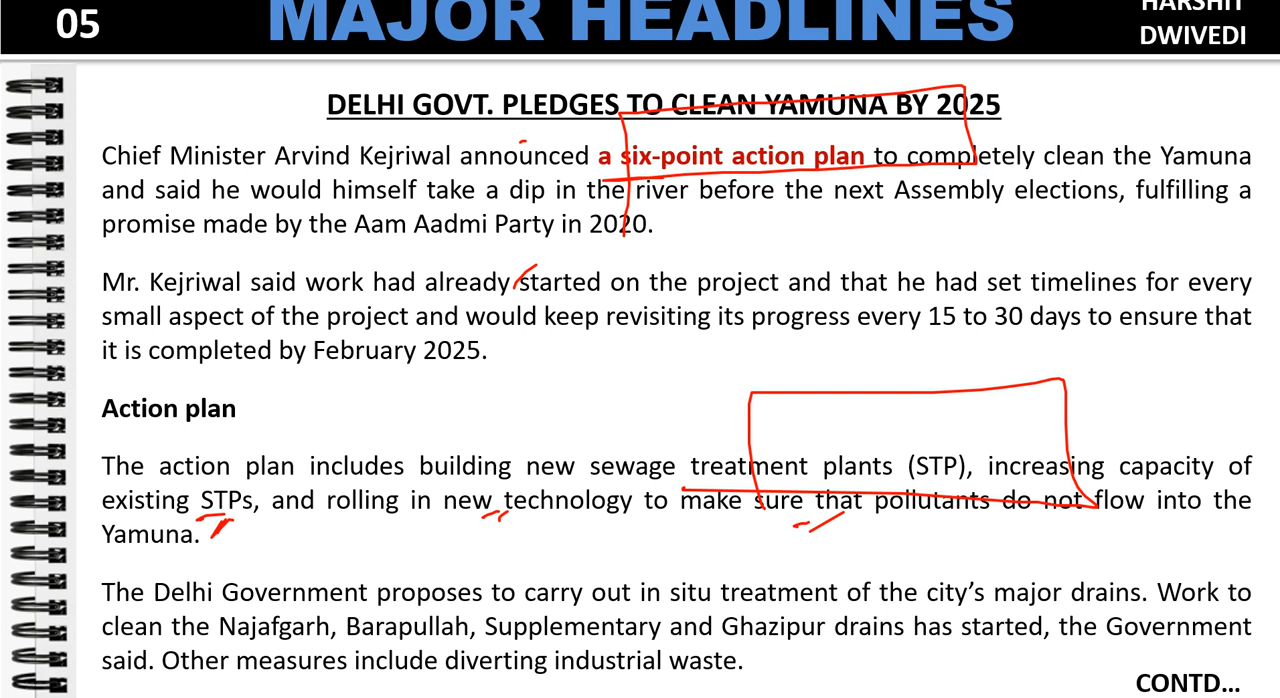 05
MAJOR HEADLINES
HARSHIT
DWIVEDI
DELHI GOVT. PLEDGES TO CLEAN YAMUNA BY 2025
Chief Minister Arvind Kejriwal announced a six-point action plan to completely clean the Yamuna
and said he would himself take a dip in the river before the next Assembly elections, fulfilling a
promise made by the Aam Aadmi Party in 2020.
Mr. Kejriwal said work had already started on the project and that he had set timelines for every
small aspect of the project and would keep revisiting its progress every 15 to 30 days to ensure that
it is completed by February 2025.
Action plan
The action plan includes building new sewage treatment plants (STP), increasing capacity of
existing STPs, and rolling in new technology to make sure that pollutants do not flow into the
Yamuna.
The Delhi Government proposes to carry out in situ treatment of the city’s major drains. Work to
clean the Najafgarh, Barapullah, Supplementary and Ghazipur drains has started, the Government
said. Other measures include diverting industrial waste.
CONTD...